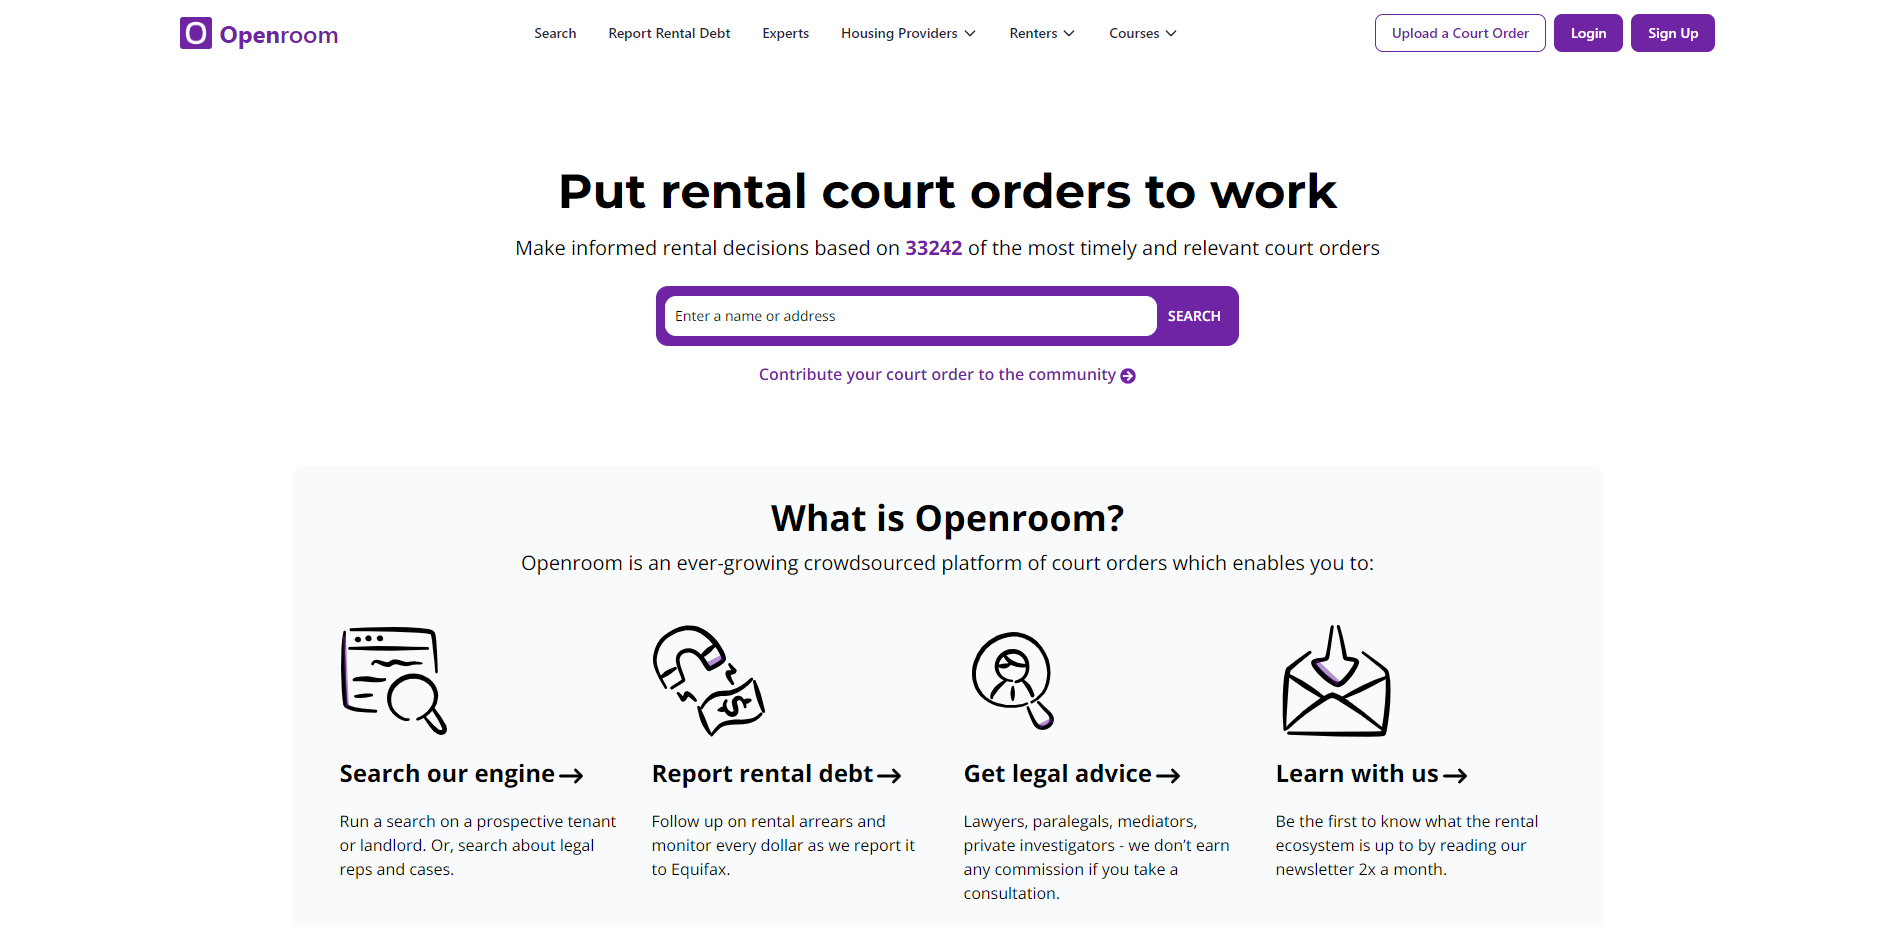 Openroom
Search
Report Rental Debt
Experts
Housing Providers
Renters
Courses
Upload a Court Order
Login
Sign Up
Put rental court orders to work
Make informed rental decisions based on 33242 of the most timely and relevant court orders
Enter a name or address
SEARCH
Contribute your court order to the community
What is Openroom?
Openroom is an ever-growing crowdsourced platform of court orders which enables you to:
Search our engine
Run a search on a prospective tenant
or landlord. Or, search about legal
reps and cases.
Report rental debt
Follow up on rental arrears and
monitor every dollar as we report it
to Equifax.
Get legal advice
Lawyers, paralegals, mediators,
private investigators - we don’t earn
any commission if you take a
consultation.
Learn with us
Be the first to know what the rental
ecosystem is up to by reading our
newsletter 2x a month.